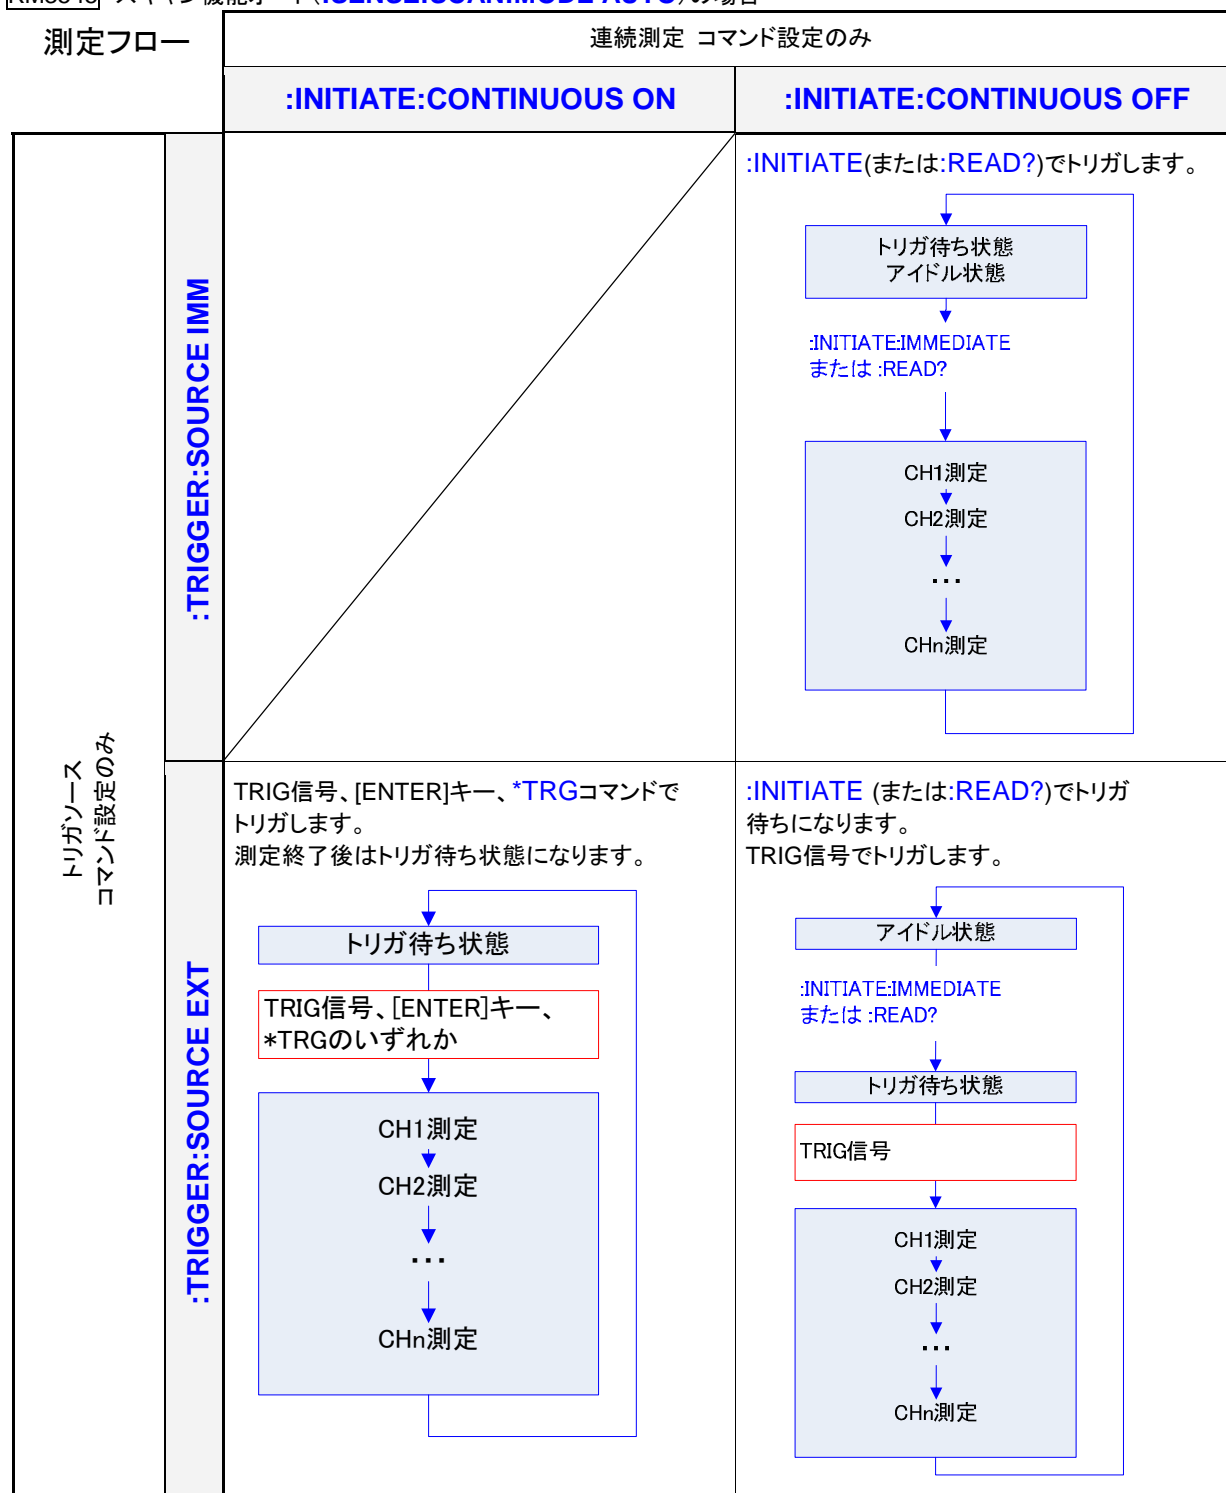 測定フロー
連続測定 コマンド設定のみ
:INITIATE:CONTINUOUS ON
:INITIATE:CONTINUOUS OFF
トリガソース
コマンド設定のみ
:TRIGGER:SOURCE IMM
:INITIATE(または:READ?)でトリガします。
トリガ待ち状態
アイドル状態
:INITIATE:IMMEDIATE
または :READ?
CH1測定
CH2測定
・・・
CHn測定
:TRIGGER:SOURCE EXT
TRIG信号、[ENTER]キー、*TRGコマンドで
トリガします。
測定終了後はトリガ待ち状態になります。
トリガ待ち状態
TRIG信号、[ENTER]キー、
*TRGのいずれか
CH1測定
CH2測定
・・・
CHn測定
:INITIATE (または:READ?)でトリガ
待ちになります。
TRIG信号でトリガします。
アイドル状態
:INITIATE:IMMEDIATE
または :READ?
トリガ待ち状態
TRIG信号
CH1測定
CH2測定
・・・
CHn測定